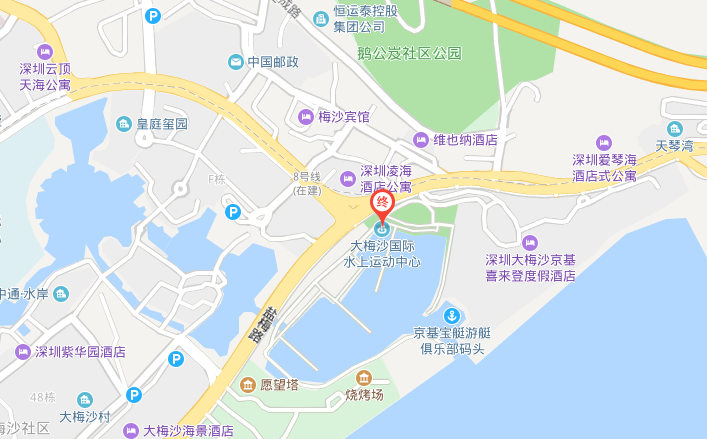 恒运泰控股
集团公司
成路
鹅公岌社区公园
中国邮政
深圳云顶
天海公寓
梅沙宾馆
皇庭玺园
维也纳酒店
天琴湾
深圳爱琴海
酒店式公寓
8号线
(在建)
F栋
深圳凌海
酒店公寓
P
P
终
大梅沙国际
水上运动中心
深圳大梅沙京基
喜来登度假酒店
中通·水岸
盐梅路
京基宝艇游艇
俱乐部码头
深圳紫华园酒店
P
愿望塔
烧烤场
P
48栋
大梅沙村
梅沙社区
大梅沙海景酒店